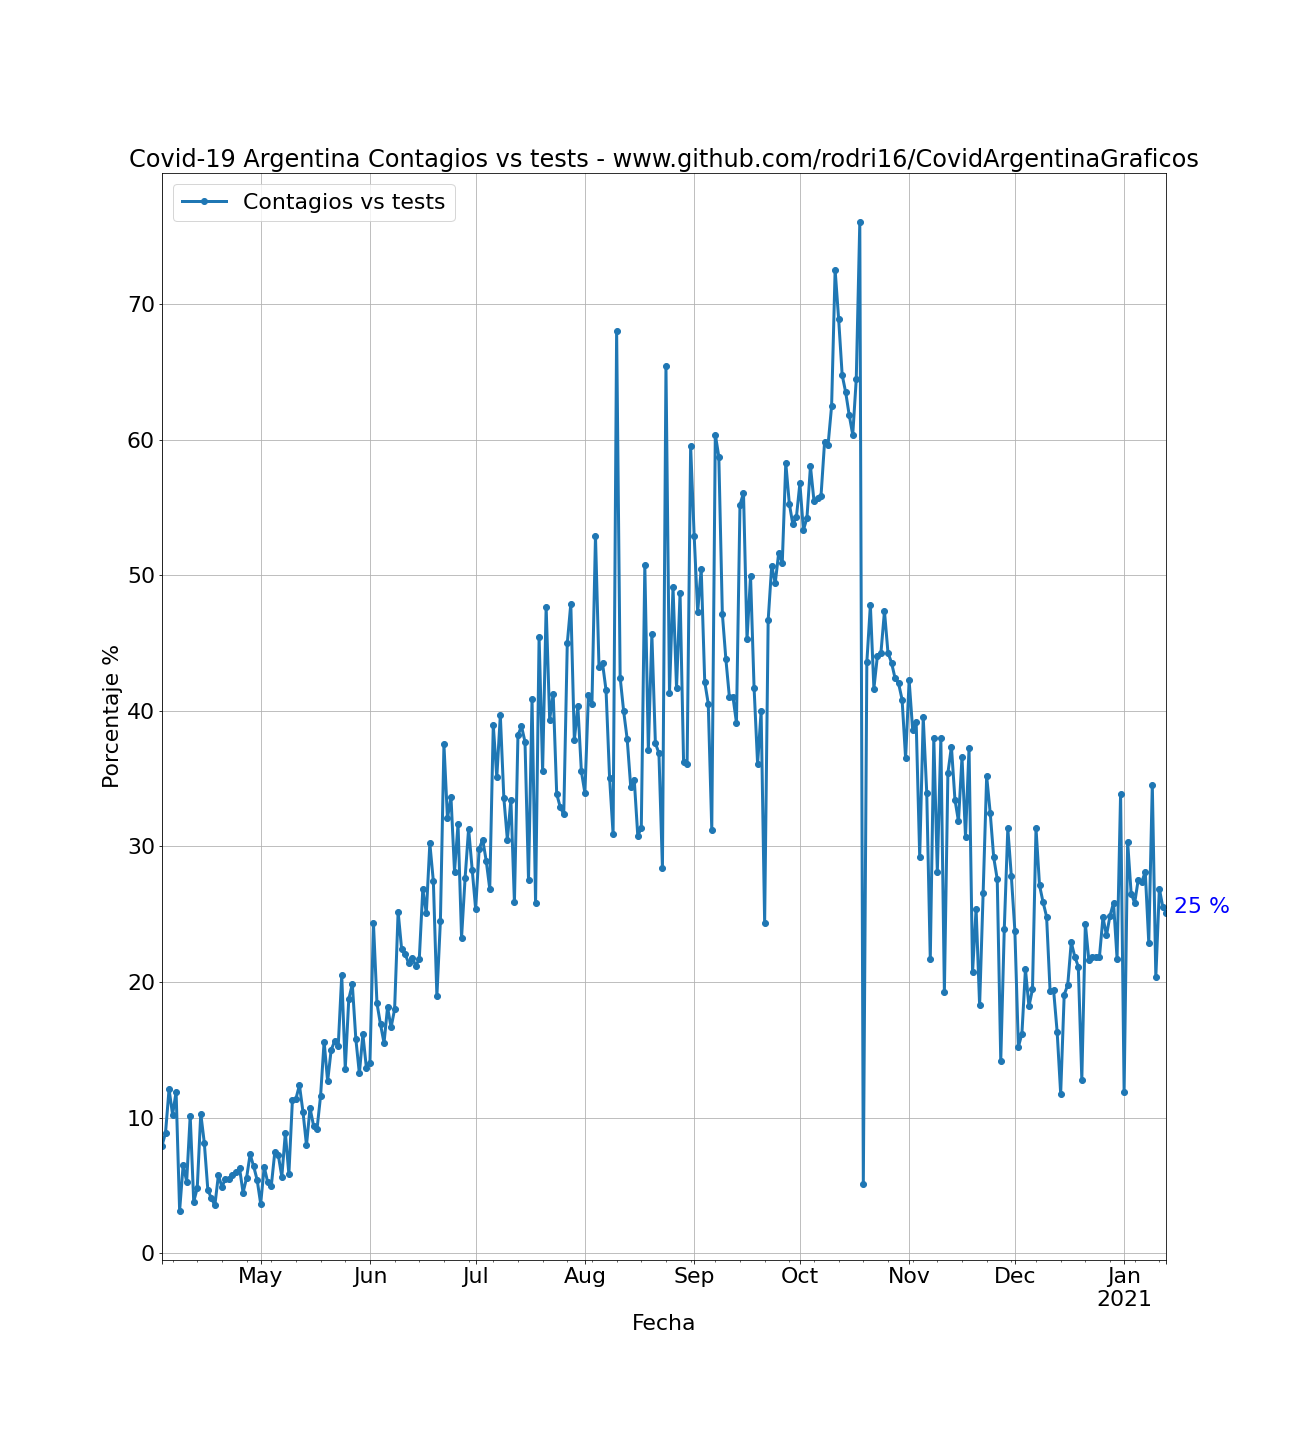 Covid-19 Argentina Contagios vs tests - www.github.com/rodri16/CovidArgentinaGraficos
Contagios vs tests
70
60
50
40
30
20
10
0
Porcentaje %
25 %
May Jun Jul Aug Sep Oct Nov Dec Jan
2021
Fecha